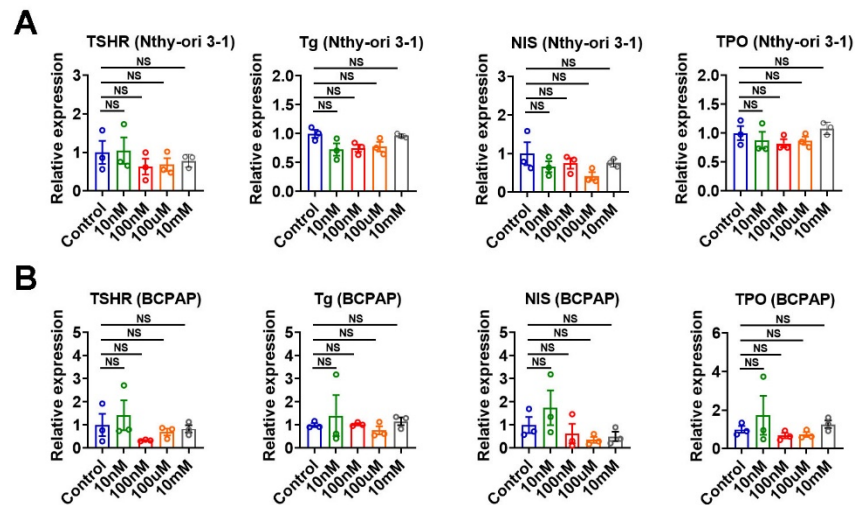 A
TSHR (Nthy-ori 3-1)
Relative expression
3
2
1
0
NS
NS
NS
NS
Control
10nM
100nM
100uM
10mM
Tg (Nthy-ori 3-1)
Relative expression
2.0
1.5
1.0
0.5
0.0
NS
NS
NS
NS
Control
10nM
100nM
100uM
10mM
NIS (Nthy-ori 3-1)
Relative expression
3
2
1
0
NS
NS
NS
NS
Control
10nM
100nM
100uM
10mM
TPO (Nthy-ori 3-1)
Relative expression
2.0
1.5
1.0
0.5
0.0
NS
NS
NS
NS
Control
10nM
100nM
100uM
10mM
B
TSHR (BCPAP)
Relative expression
5
4
3
2
1
0
NS
NS
NS
NS
Control
10nM
100nM
100uM
10mM
Tg (BCPAP)
Relative expression
5
4
3
2
1
0
NS
NS
NS
NS
Control
10nM
100nM
100uM
10mM
NIS (BCPAP)
Relative expression
5
4
3
2
1
0
NS
NS
NS
NS
Control
10nM
100nM
100uM
10mM
TPO (BCPAP)
Relative expression
6
4
2
0
NS
NS
NS
NS
Control
10nM
100nM
100uM
10mM